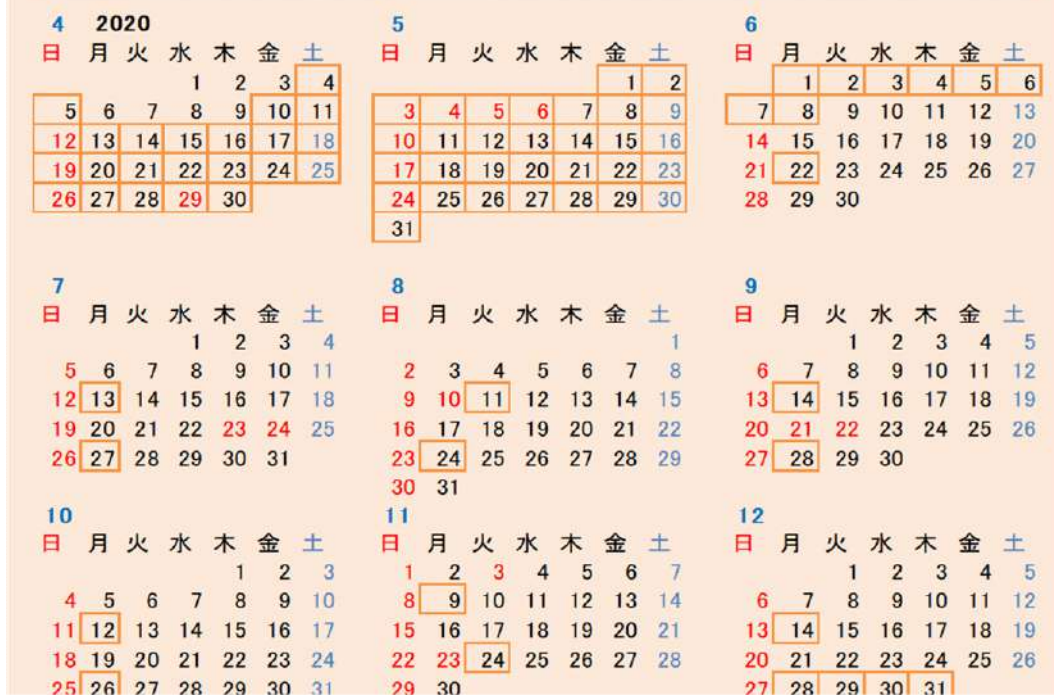 4 2020
日 月 火 水 木 金 土
1 2 3 4
5 6 7 8 9 10 11
12 13 14 15 16 17 18
19 20 21 22 23 24 25
26 27 28 29 30
5
日 月 火 水 木 金 土
1 2
3 4 5 6 7 8 9
10 11 12 13 14 15 16
17 18 19 20 21 22 23
24 25 26 27 28 29 30
31
6
日 月 火 水 木 金 土
1 2 3 4 5 6
7 8 9 10 11 12 13
14 15 16 17 18 19 20
21 22 23 24 25 26 27
28 29 30
7
日 月 火 水 木 金 土
1 2 3 4
5 6 7 8 9 10 11
12 13 14 15 16 17 18
19 20 21 22 23 24 25
26 27 28 29 30 31
8
日 月 火 水 木 金 土
1
2 3 4 5 6 7 8
9 10 11 12 13 14 15
16 17 18 19 20 21 22
23 24 25 26 27 28 29
30 31
9
日 月 火 水 木 金 土
1 2 3 4 5
6 7 8 9 10 11 12
13 14 15 16 17 18 19
20 21 22 23 24 25 26
27 28 29 30
10
日 月 火 水 木 金 土
1 2 3
4 5 6 7 8 9 10
11 12 13 14 15 16 17
18 19 20 21 22 23 24
25 26 27 28 29 30 31
11
日 月 火 水 木 金 土
1 2 3 4 5 6 7
8 9 10 11 12 13 14
15 16 17 18 19 20 21
22 23 24 25 26 27 28
29 30
12
日 月 火 水 木 金 土
1 2 3 4 5
6 7 8 9 10 11 12
13 14 15 16 17 18 19
20 21 22 23 24 25 26
27 28 29 30 31